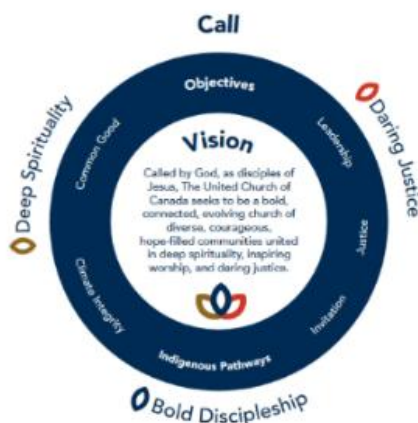 Call
Objectives
Leadership
Justice
Invitation
Indigenous Pathways
Climate Integrity
Common Good
Deep Spirituality
Daring Justice
Bold Discipleship
Vision
Called by God, as disciples of
Jesus, The United Church of
Canada seeks to be a bold,
connected, evolving church of
diverse, courageous,
hope-filled communities united
in deep spirituality, inspiring
worship, and daring justice.